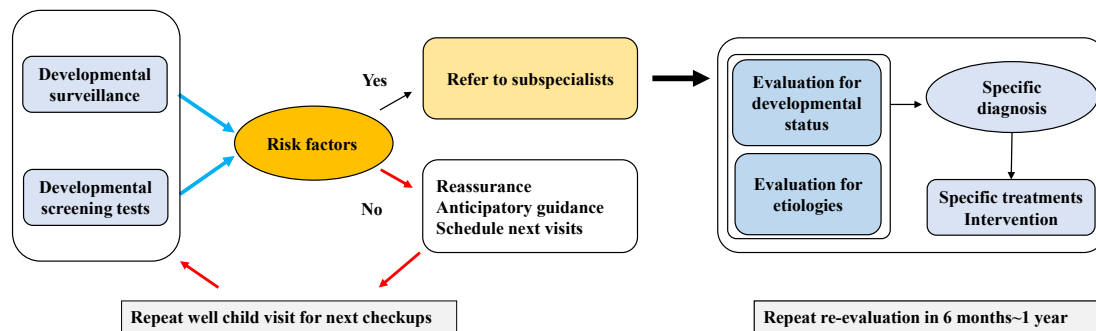 Developmental
surveillance
Developmental
screening tests
Risk factors
Yes
No
Refer to subspecialists
Reassurance
Anticipatory guidance
Schedule next visits
Repeat well child visit for next checkups
Evaluation for
developmental
status
Evaluation for
etiologies
Specific
diagnosis
Specific treatments
Intervention
Repeat re-evaluation in 6 months~1 year